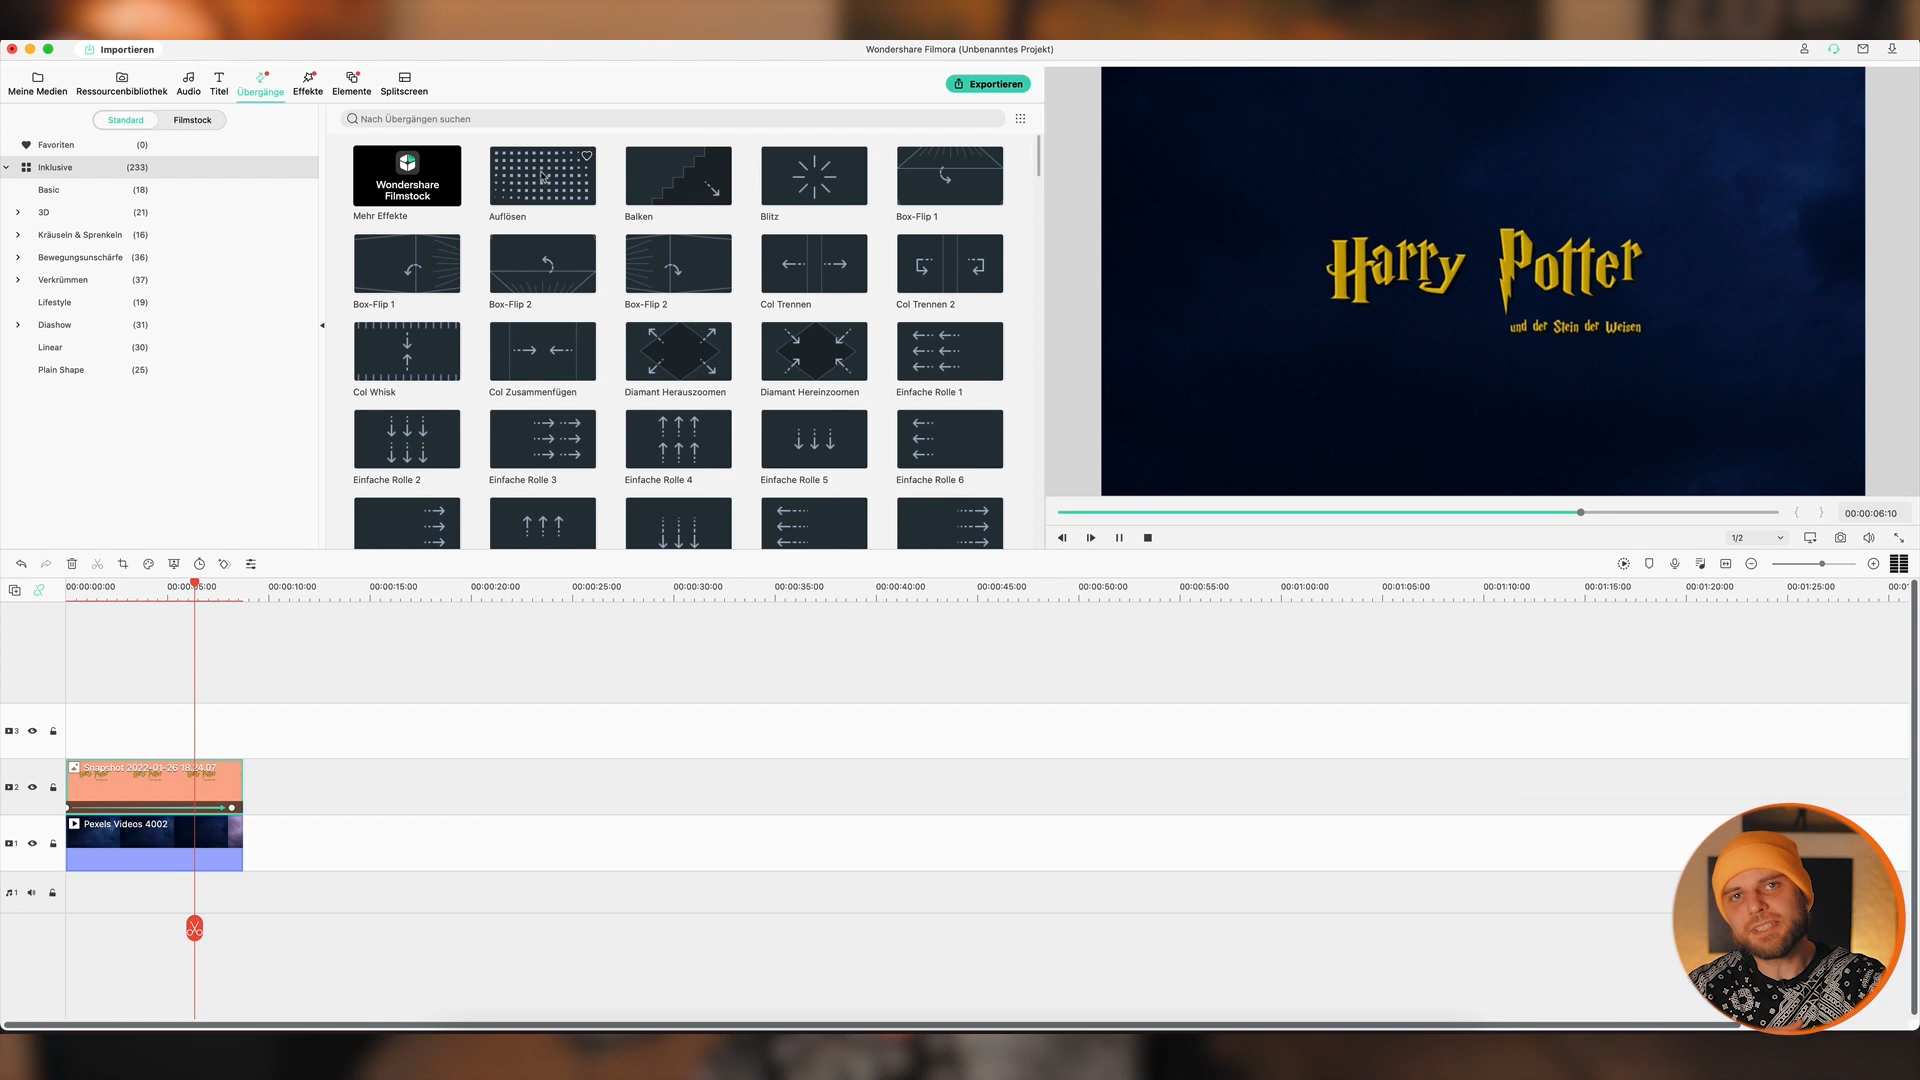 Importieren
Wondershare Filmora (Unbenanntes Projekt)
Meine Medien
Ressourcenbibliothek
Audio
Titel
Übergänge
Effekte
Elemente
Splitscreen
Exportieren
Standard
Filmstock
Nach Übergängen suchen
Favoriten (0)
Inklusive (233)
Basic (18)
3D (21)
Kräuseln & Sprenkeln (16)
Bewegungsunschärfe (36)
Verkrümmen (37)
Lifestyle (19)
Diashow (31)
Linear (30)
Plain Shape (25)
Wondershare
Filmstock
Mehr Effekte
Auflösen
Balken
Blitz
Box-Flip 1
Box-Flip 1
Box-Flip 2
Box-Flip 2
Col Trennen
Col Trennen 2
Col Whisk
Col Zusammenfügen
Diamant Herauszoomen
Diamant Hereinzoomen
Einfache Rolle 1
Einfache Rolle 2
Einfache Rolle 3
Einfache Rolle 4
Einfache Rolle 5
Einfache Rolle 6
Harry Potter
und der Stein der Weisen
00:00:06:10
1/2
00:00:00:00
00:00:05:00
00:00:10:00
00:00:15:00
00:00:20:00
00:00:25:00
00:00:30:00
00:00:35:00
00:00:40:00
00:00:45:00
00:00:50:00
00:00:55:00
00:01:00:00
00:01:05:00
00:01:10:00
00:01:15:00
00:01:20:00
00:01:25:00
3
2
Snapshot 2022-01-26 18.24.07
1
Pexels Videos 4002
1